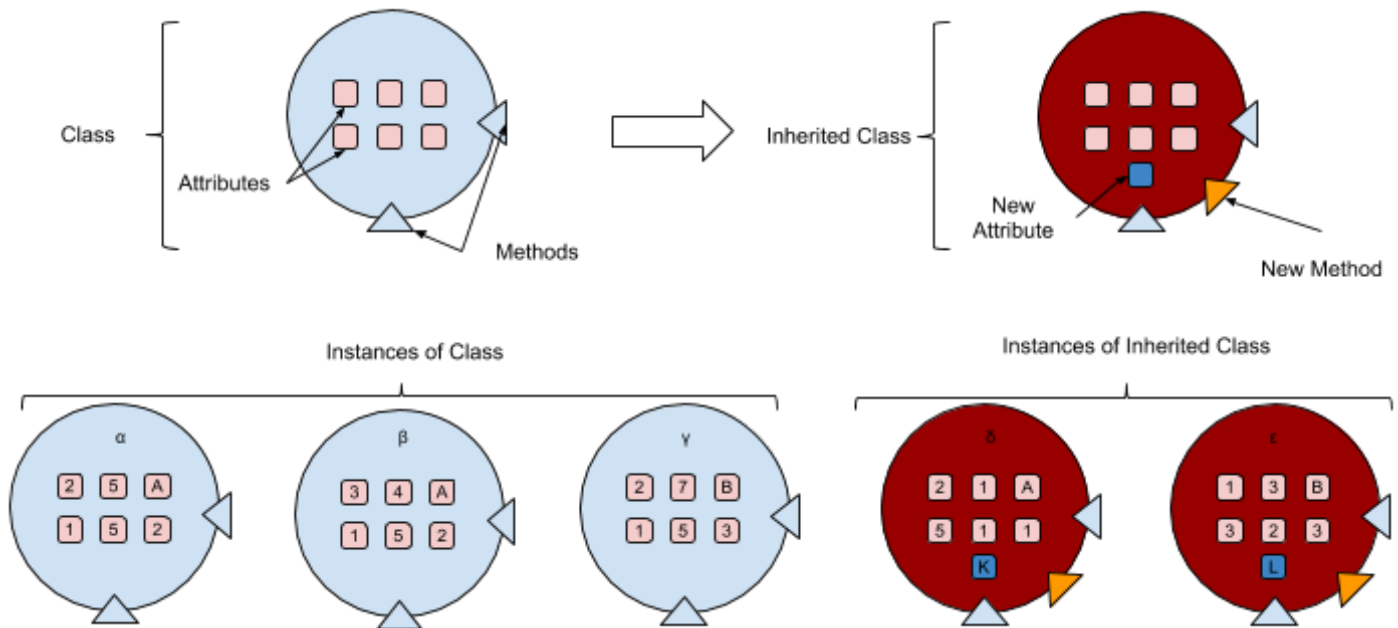 Class
Attributes
Methods
Inherited Class
New
Attribute
New Method
Instances of Class
α
2 5 A
1 5 2
β
3 4 A
1 5 2
γ
2 7 B
1 5 3
Instances of Inherited Class
δ
2 1 A
5 1 1
K
ε
1 3 B
3 2 3
L